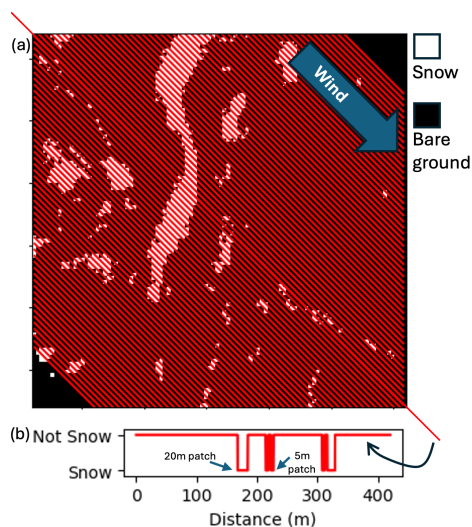 (a)
Wind
Snow
Bare
ground
(b)
Not Snow
Snow
20m patch
5m
patch
0 100 200 300 400
Distance (m)